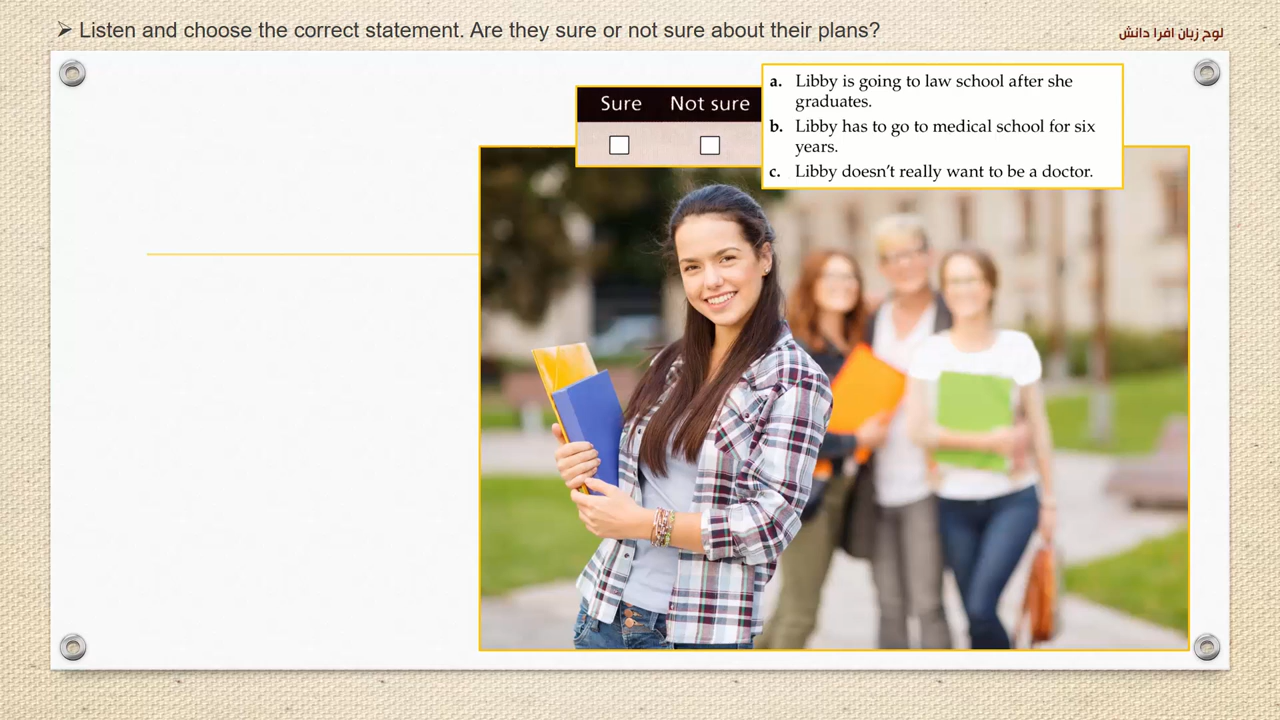 ➢ Listen and choose the correct statement. Are they sure or not sure about their plans?
لوح زبان افرا دانش
Sure Not sure
a. Libby is going to law school after she
graduates.
b. Libby has to go to medical school for six
years.
c. Libby doesn’t really want to be a doctor.